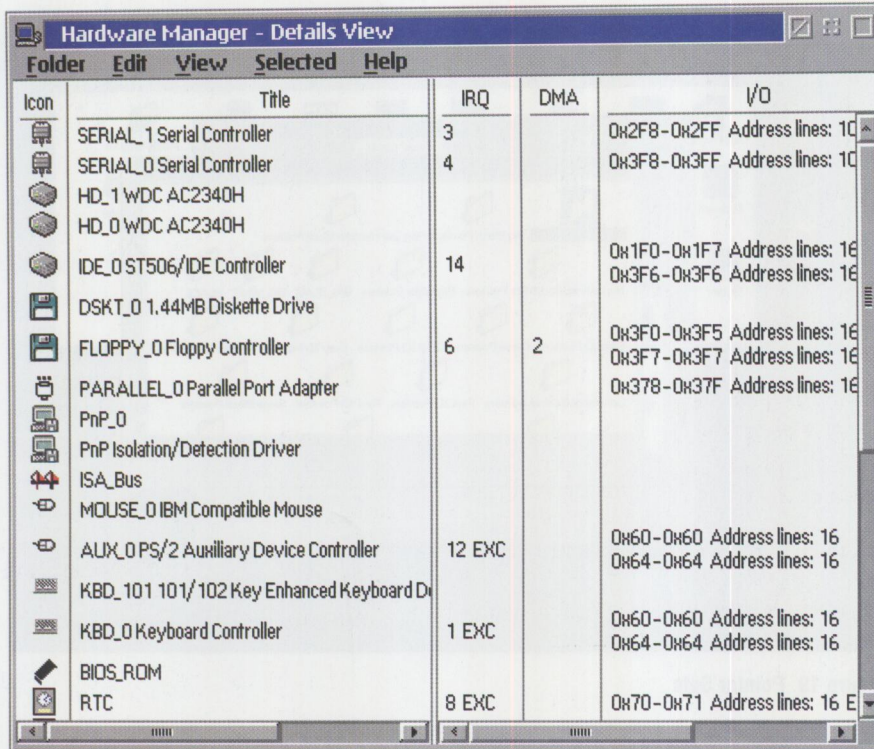 Hardware Manager - Details View
Folder Edit View Selected Help
Icon Title IRQ DMA I/O
SERIAL_1 Serial Controller 3 0x2F8-0x2FF Address lines: 10
SERIAL_0 Serial Controller 4 0x3F8-0x3FF Address lines: 10
HD_1 WDC AC2340H
HD_0 WDC AC2340H
IDE_0 ST506/IDE Controller 14 0x1F0-0x1F7 Address lines: 16
0x3F6-0x3F6 Address lines: 16
DSKT_0 1.44MB Diskette Drive
FLOPPY_0 Floppy Controller 6 2 0x3F0-0x3F5 Address lines: 16
0x3F7-0x3F7 Address lines: 16
PARALLEL_0 Parallel Port Adapter 0x378-0x37F Address lines: 16
PnP_0
PnP Isolation/Detection Driver
ISA_Bus
MOUSE_0 IBM Compatible Mouse
AUX_0 PS/2 Auxiliary Device Controller 12 EXC 0x60-0x60 Address lines: 16
0x64-0x64 Address lines: 16
KBD_101 101/102 Key Enhanced Keyboard
KBD_0 Keyboard Controller 1 EXC 0x60-0x60 Address lines: 16
0x64-0x64 Address lines: 16
BIOS_ROM
RTC 8 EXC 0x70-0x71 Address lines: 16 E